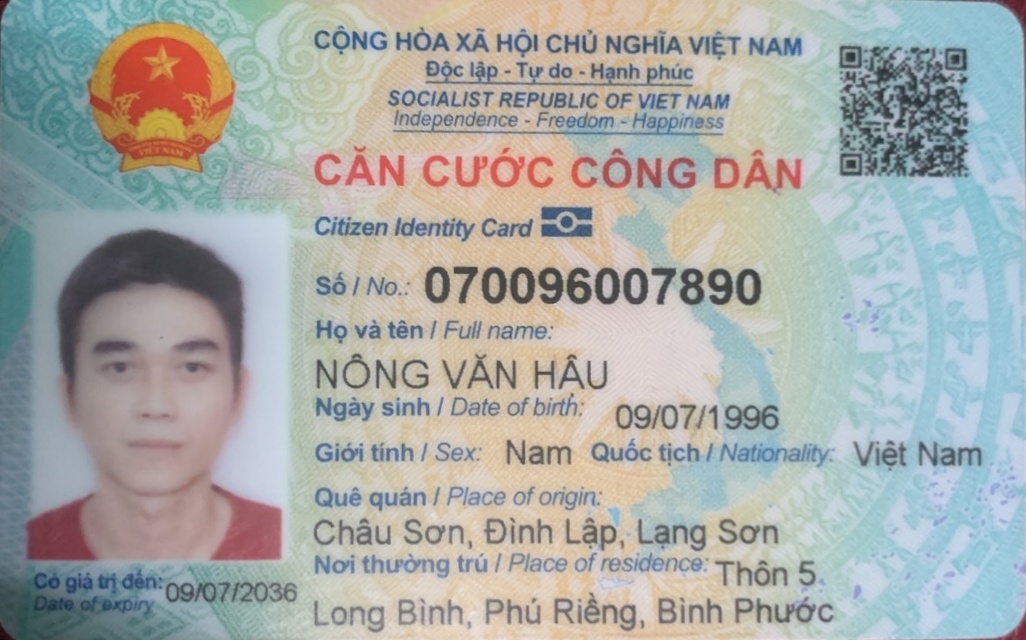 CỘNG HÒA XÃ HỘI CHỦ NGHĨA VIỆT NAM
Độc lập - Tự do - Hạnh phúc
SOCIALIST REPUBLIC OF VIET NAM
Independence - Freedom - Happiness
CĂN CƯỚC CÔNG DÂN
Citizen Identity Card
Số / No.: 070096007890
Họ và tên / Full name:
NÔNG VĂN HẬU
Ngày sinh / Date of birth: 09/07/1996
Giới tính / Sex: Nam Quốc tịch / Nationality: Việt Nam
Quê quán / Place of origin:
Châu Sơn, Đình Lập, Lạng Sơn
Nơi thường trú / Place of residence: Thôn 5
Long Bình, Phú Riềng, Bình Phước
Có giá trị đến: 09/07/2036
Date of expiry
VIỆT NAM